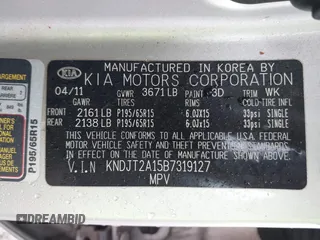 MANUFACTURED IN KOREA BY
KIA KIA MOTORS CORPORATION
04/11 GVWR 3671LB PAINT 3D TRIM WK
GAWR TIRES RIMS COLD TIRE INFL
FRONT 2161LB P195/65R15 6.0JX15 33psi SINGLE
REAR 2138LB P195/65R15 6.0JX15 33psi SINGLE
THIS VEHICLE CONFORMS TO ALL APPLICABLE U.S.A. FEDERAL
MOTOR VEHICLE SAFETY, BUMPER, AND THEFT PREVENTION
STANDARDS IN EFFECT ON THE DATE OF MANUFACTURE SHOWN ABOVE.
V.I.N KNDJT2A15B7319127
MPV
REAR
ARRIERE
P195/65R15
DREAMBID